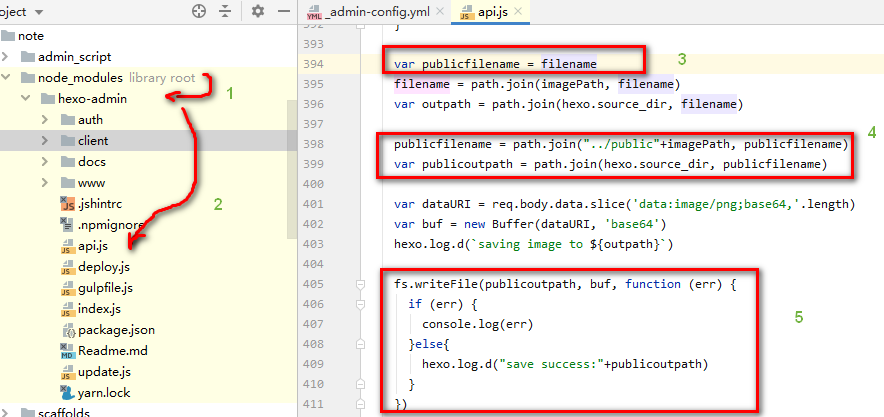 roject
_admin-config.yml
api.js
note
admin_script
node_modules library root
hexo-admin
auth
client
docs
www
.jshintrc
.npmignore
api.js
deploy.js
gulpfile.js
index.js
package.json
Readme.md
update.js
yarn.lock
scaffolds
1
2
392 }
393
394 var publicfilename = filename
395 filename = path.join(imagePath, filename)
396 var outpath = path.join(hexo.source_dir, filename)
397
398 publicfilename = path.join("../public"+imagePath, publicfilename)
399 var publicoutpath = path.join(hexo.source_dir, publicfilename)
400
401 var dataURI = req.body.data.slice('data:image/png;base64,'.length)
402 var buf = new Buffer(dataURI, 'base64')
403 hexo.log.d(`saving image to ${outpath}`)
404
405 fs.writeFile(publicoutpath, buf, function (err) {
406 if (err) {
407 console.log(err)
408 }else{
409 hexo.log.d("save success:"+publicoutpath)
410 }
411 })
3
4
5